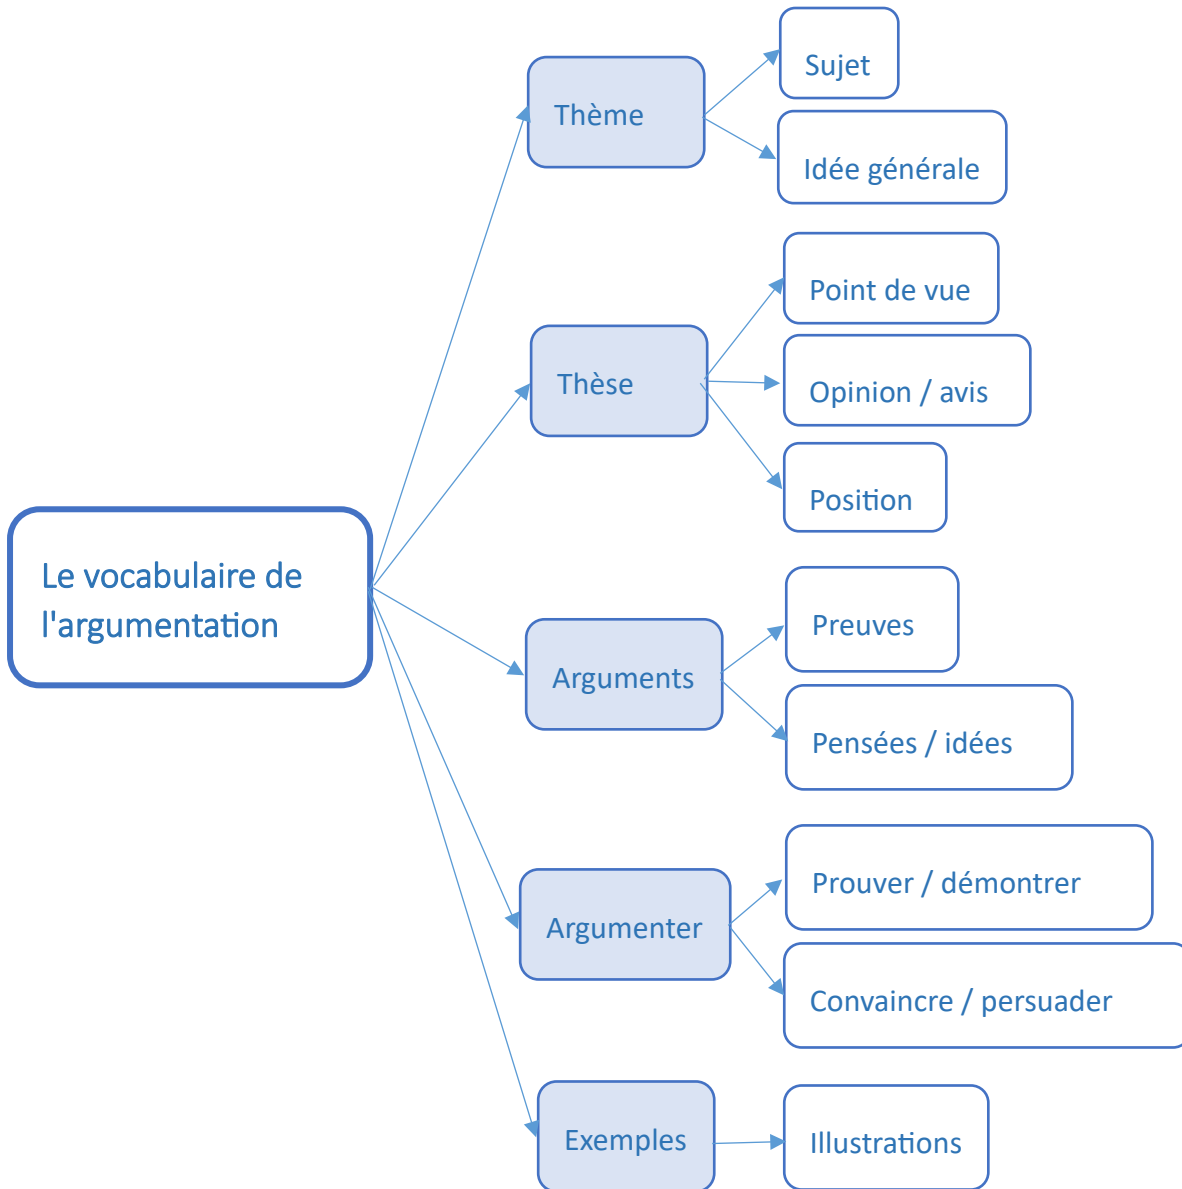 Le vocabulaire de
l'argumentation
Thème
Sujet
Idée générale
Thèse
Point de vue
Opinion / avis
Position
Arguments
Preuves
Pensées / idées
Argumenter
Prouver / démontrer
Convaincre / persuader
Exemples
Illustrations